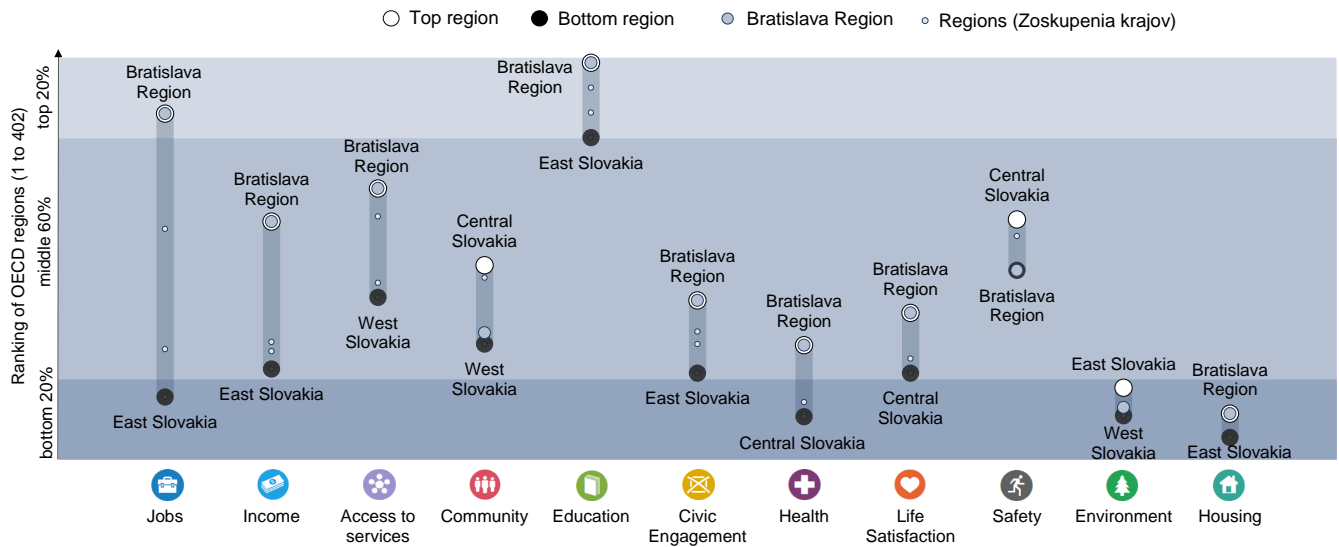 Top region
Bottom region
Bratislava Region
Regions (Zoskupenia krajov)
Ranking of OECD regions (1 to 402)
top 20%
middle 60%
bottom 20%
Bratislava
Region
East Slovakia
Bratislava
Region
East Slovakia
Bratislava
Region
West
Slovakia
Central
Slovakia
West
Slovakia
Bratislava
Region
East Slovakia
Bratislava
Region
East Slovakia
Bratislava
Region
Central Slovakia
Bratislava
Region
Central
Slovakia
Central
Slovakia
Bratislava
Region
East Slovakia
West
Slovakia
Bratislava
Region
East Slovakia
Jobs
Income
Access to
services
Community
Education
Civic
Engagement
Health
Life
Satisfaction
Safety
Environment
Housing